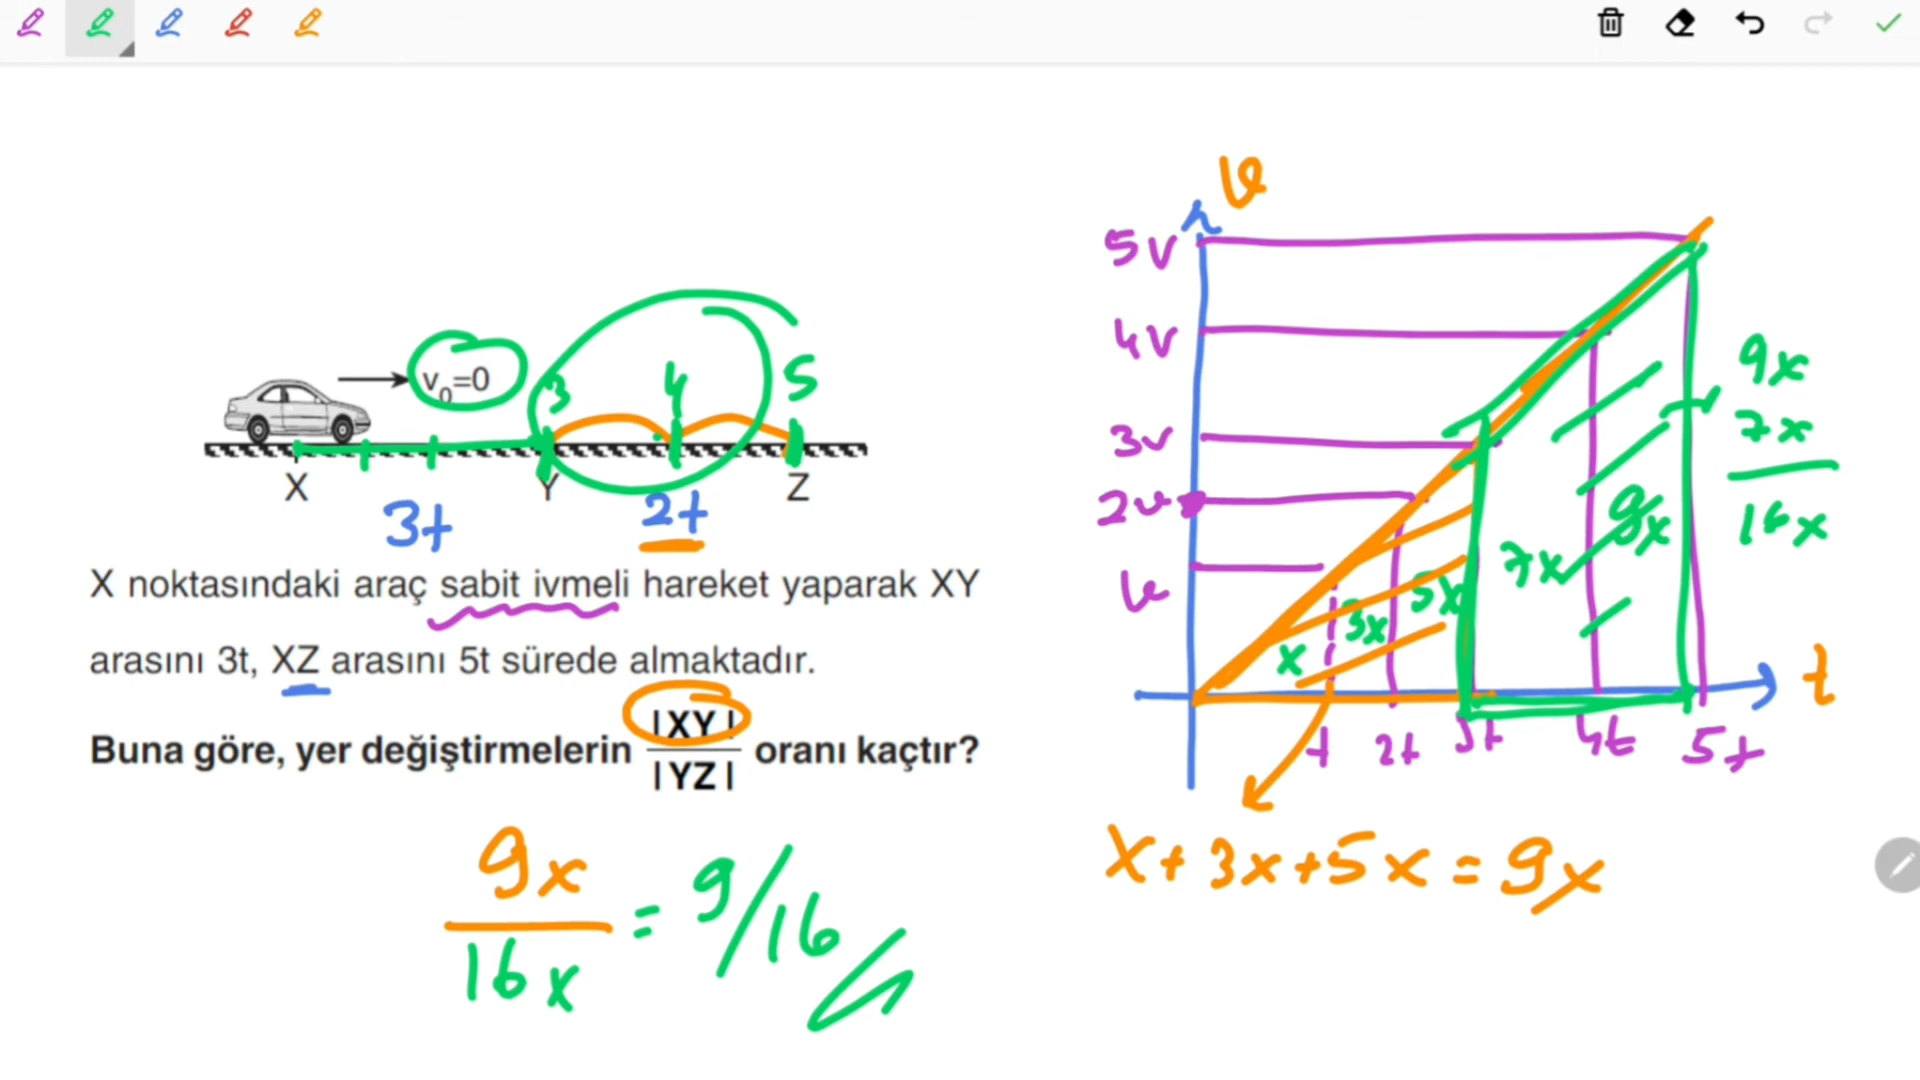 v₀=0
3
4
5
X
Y
Z
3t
2t
X noktasındaki araç sabit ivmeli hareket yaparak XY
arasını 3t, XZ arasını 5t sürede almaktadır.
Buna göre, yer değiştirmelerin |XY| / |YZ| oranı kaçtır?
9x / 16x = 9/16
v
5v
4v
3v
2v
v
x
3x
5x
7x
9x
t
t
2t
3t
4t
5t
9x
7x
16x
x + 3x + 5x = 9x